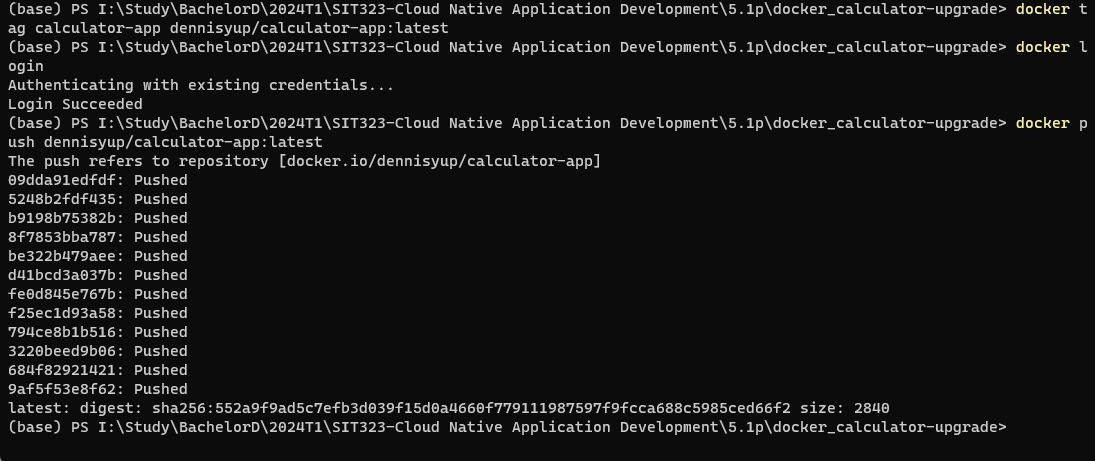 (base) PS I:\Study\BachelorD\2024T1\SIT323-Cloud Native Application Development\5.1p\docker_calculator-upgrade> docker t
ag calculator-app dennisyup/calculator-app:latest
(base) PS I:\Study\BachelorD\2024T1\SIT323-Cloud Native Application Development\5.1p\docker_calculator-upgrade> docker l
ogin
Authenticating with existing credentials...
Login Succeeded
(base) PS I:\Study\BachelorD\2024T1\SIT323-Cloud Native Application Development\5.1p\docker_calculator-upgrade> docker p
ush dennisyup/calculator-app:latest
The push refers to repository [docker.io/dennisyup/calculator-app]
09dda91edfdf: Pushed
5248b2fdf435: Pushed
b9198b75382b: Pushed
8f7853bba787: Pushed
be322b479aee: Pushed
d41bcd3a037b: Pushed
fe0d845e767b: Pushed
f25ec1d93a58: Pushed
794ce8b1b516: Pushed
3220beed9b06: Pushed
684f82921421: Pushed
9af5f53e8f62: Pushed
latest: digest: sha256:552a9f9ad5c7efb3d039f15d0a4660f779111987597f9fcca688c5985ced66f2 size: 2840
(base) PS I:\Study\BachelorD\2024T1\SIT323-Cloud Native Application Development\5.1p\docker_calculator-upgrade>